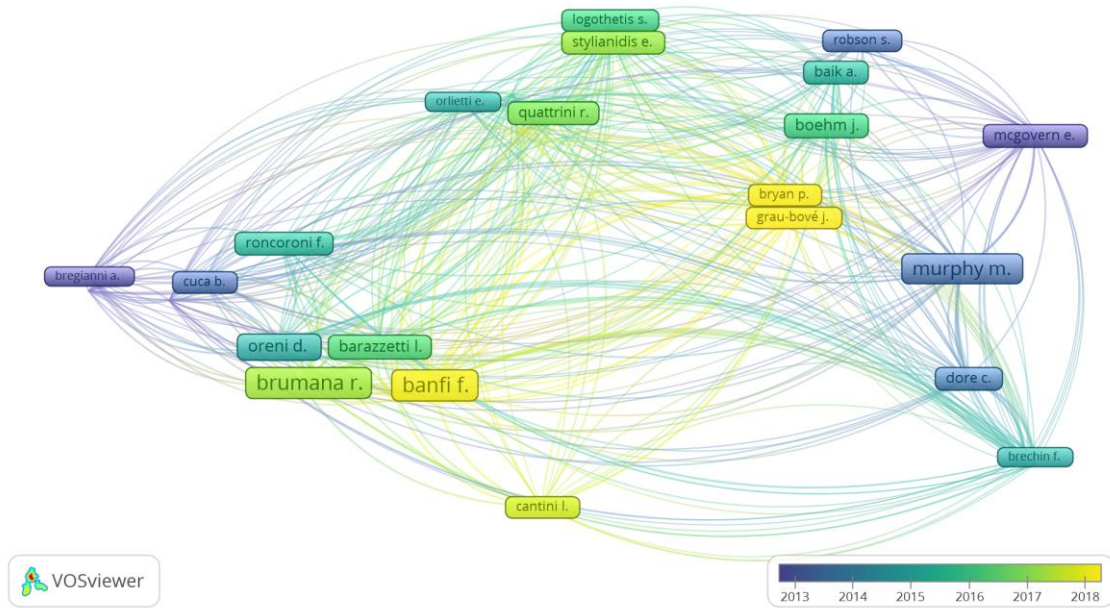 logothetis s.
stylianidis e.
robson s.
baik a.
orlietti e.
quattrini r.
boehm j.
mcgovern e.
bryan p.
grau-bové j.
roncoroni f.
murphy m.
bregianni a.
cuca b.
oreni d.
barazzetti l.
dore c.
brumana r.
banfi f.
brechin f.
cantini l.
VOSviewer
2013 2014 2015 2016 2017 2018